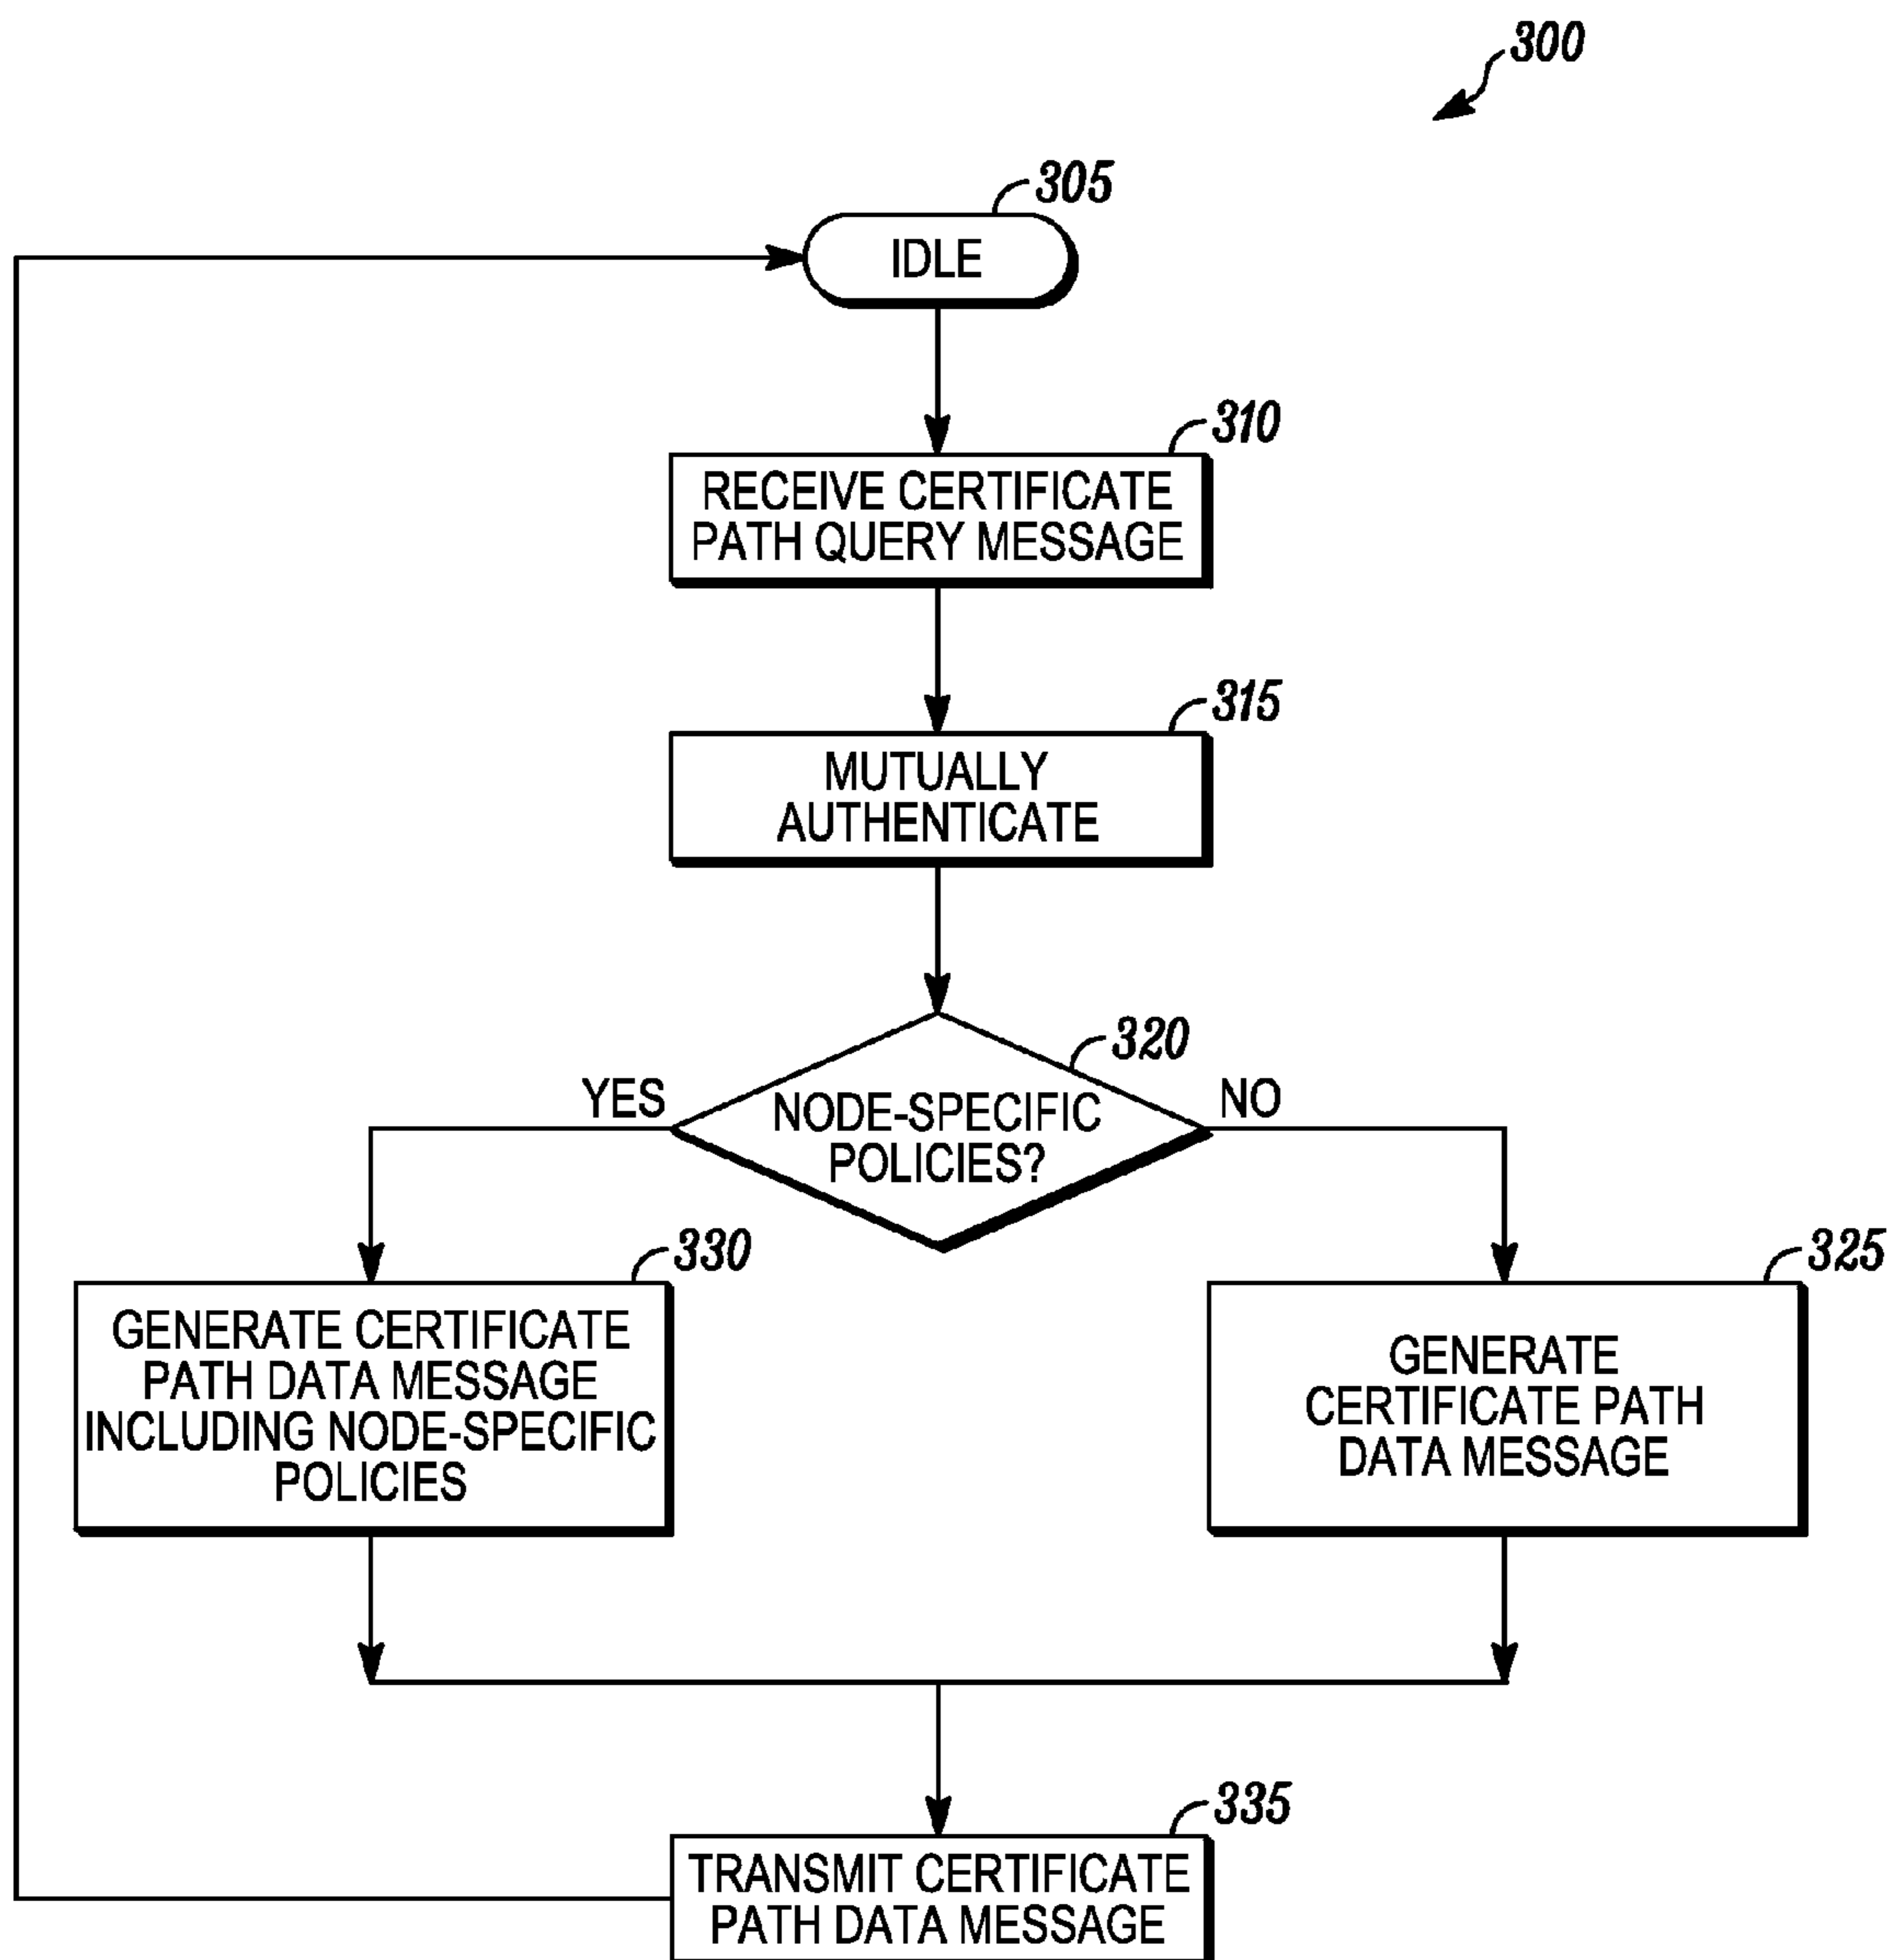 300
305
IDLE
310
RECEIVE CERTIFICATE
PATH QUERY MESSAGE
315
MUTUALLY
AUTHENTICATE
320
YES
NODE-SPECIFIC
POLICIES?
NO
330
GENERATE CERTIFICATE
PATH DATA MESSAGE
INCLUDING NODE-SPECIFIC
POLICIES
325
GENERATE
CERTIFICATE PATH
DATA MESSAGE
335
TRANSMIT CERTIFICATE
PATH DATA MESSAGE